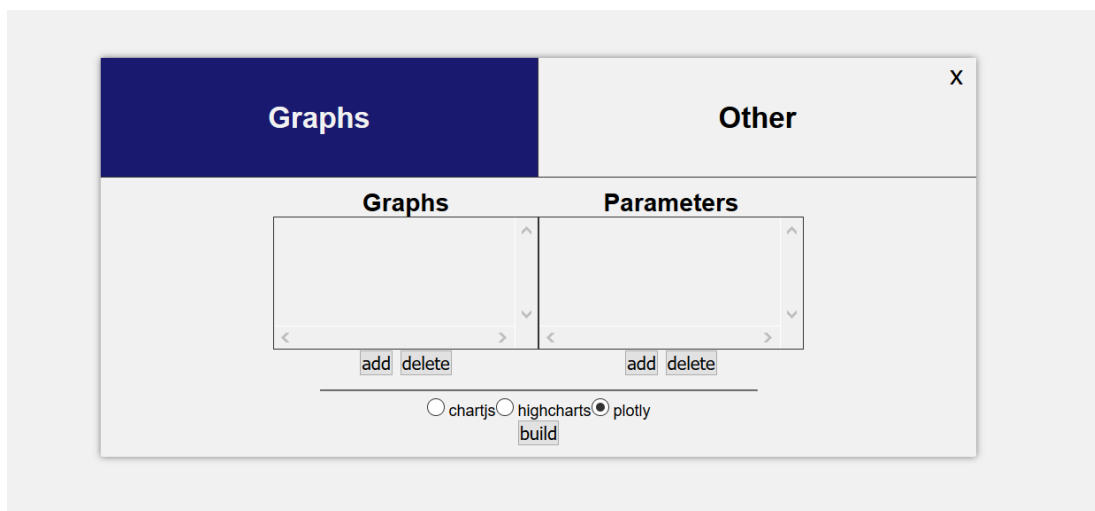 x
Graphs Other
Graphs Parameters
add delete add delete
chartjs highcharts plotly
build